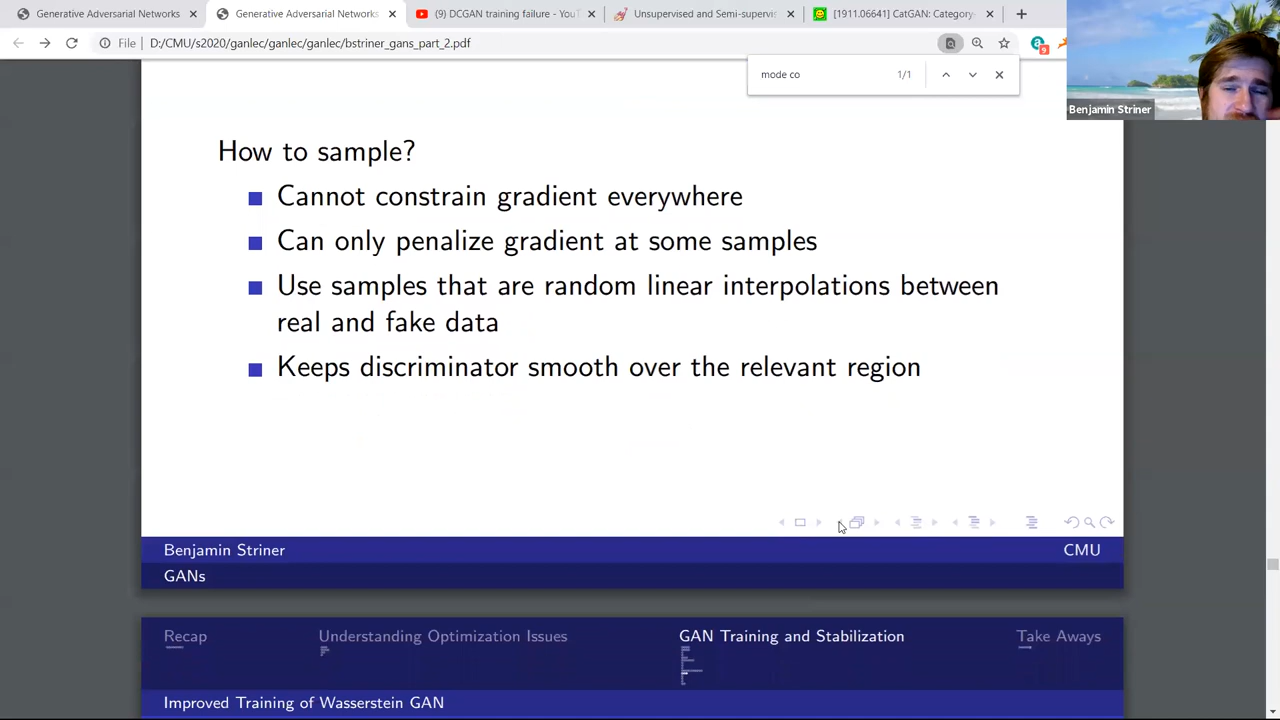 Generative Adversarial Networks
Generative Adversarial Networks
(9) DCGAN training failure - YouT
Unsupervised and Semi-supervis
[1911.06641] CatGAN: Category-
File
D:/CMU/s2020/ganlec/ganlec/ganlec/bstriner_gans_part_2.pdf
9
mode co
1/1
Benjamin Striner
How to sample?
Cannot constrain gradient everywhere
Can only penalize gradient at some samples
Use samples that are random linear interpolations between
real and fake data
Keeps discriminator smooth over the relevant region
Benjamin Striner
CMU
GANs
Recap
Understanding Optimization Issues
GAN Training and Stabilization
Take Aways
Improved Training of Wasserstein GAN